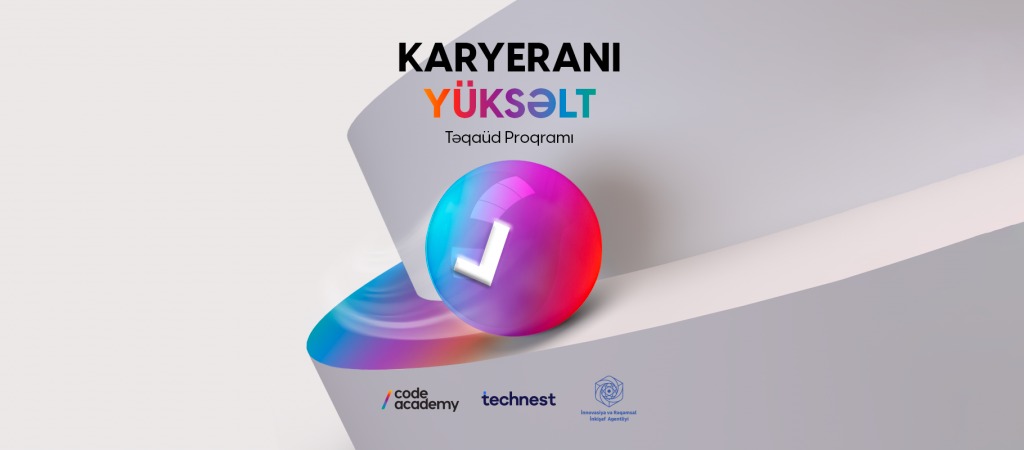 KARYERANI
YÜKSƏLT
Təqaüd Proqramı
code
academy
technest
İnnovasiya və Rəqəmsal
İnkişaf Agentliyi